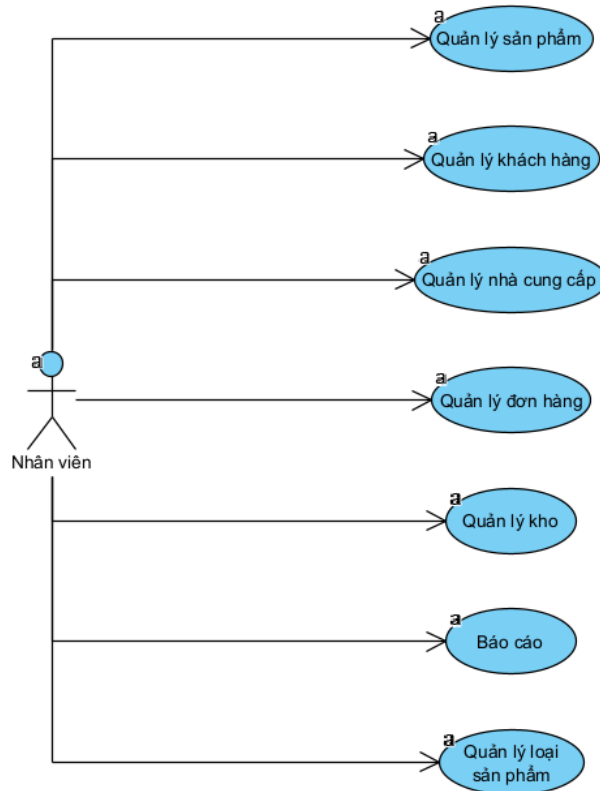 a
Quản lý sản phẩm
a
Quản lý khách hàng
a
Quản lý nhà cung cấp
a
Nhân viên
a
Quản lý đơn hàng
a
Quản lý kho
a
Báo cáo
a
Quản lý loại
sản phẩm